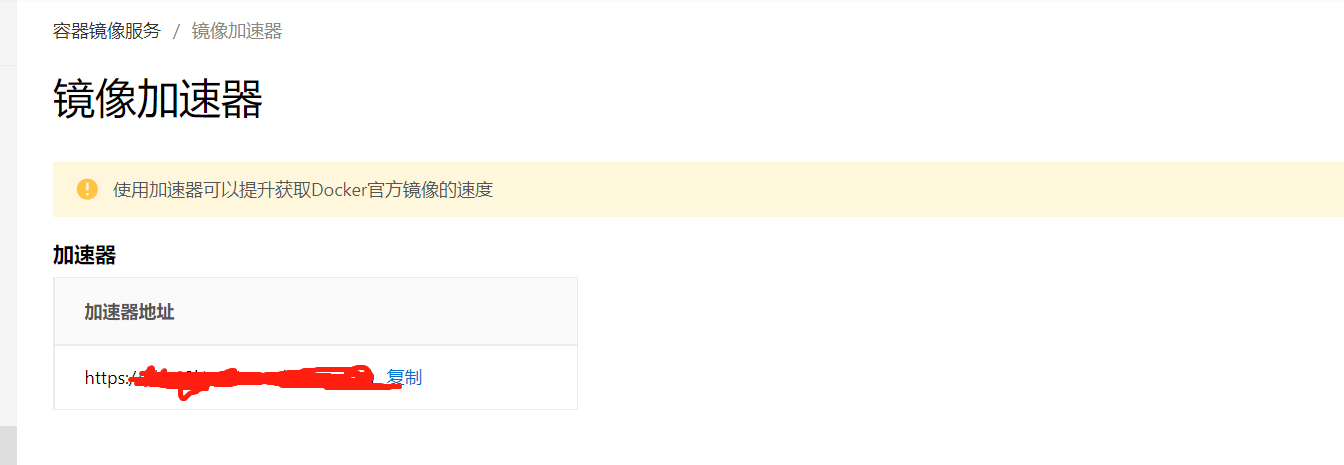 容器镜像服务 / 镜像加速器
镜像加速器
使用加速器可以提升获取Docker官方镜像的速度
加速器
加速器地址
https:/ 复制